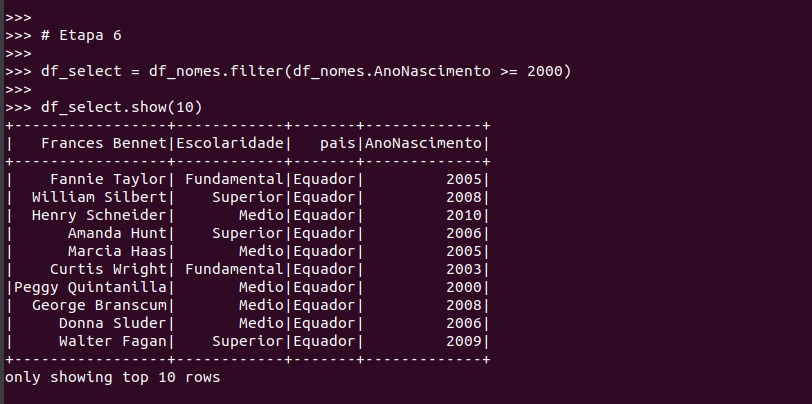 >>>
>>> # Etapa 6
>>>
>>> df_select = df_nomes.filter(df_nomes.AnoNascimento >= 2000)
>>>
>>> df_select.show(10)
+-----------------+------------+-------+-------------+
|   Frances Bennet|Escolaridade|   pais|AnoNascimento|
+-----------------+------------+-------+-------------+
|    Fannie Taylor| Fundamental|Equador|         2005|
|  William Silbert|    Superior|Equador|         2008|
|  Henry Schneider|       Medio|Equador|         2010|
|      Amanda Hunt|    Superior|Equador|         2006|
|      Marcia Haas|       Medio|Equador|         2005|
|    Curtis Wright| Fundamental|Equador|         2003|
|Peggy Quintanilla|       Medio|Equador|         2000|
|  George Branscum|       Medio|Equador|         2008|
|     Donna Sluder|       Medio|Equador|         2006|
|     Walter Fagan|    Superior|Equador|         2009|
+-----------------+------------+-------+-------------+
only showing top 10 rows